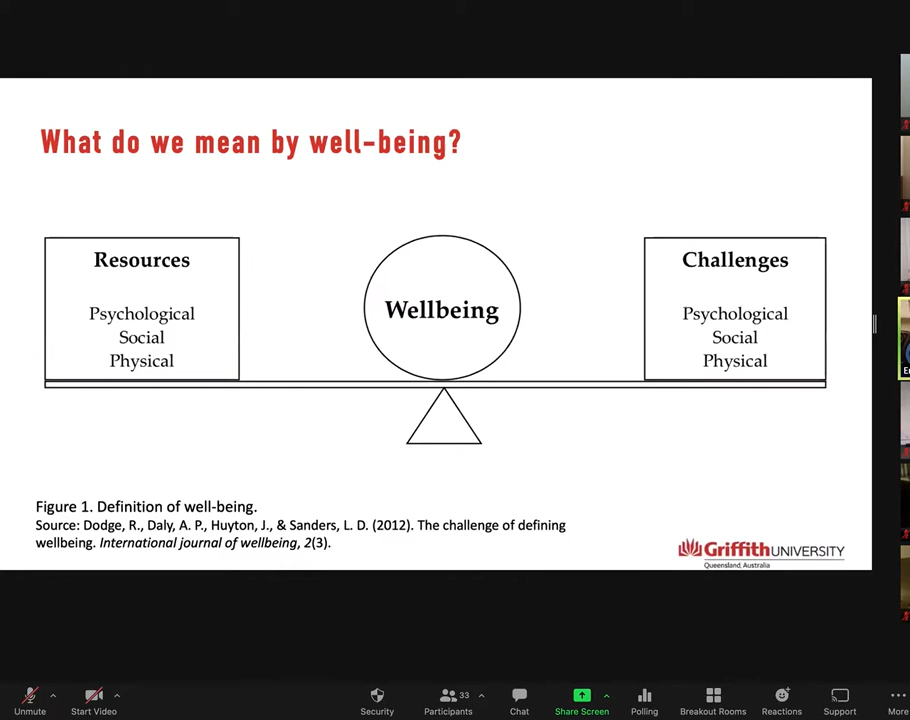 What do we mean by well-being?
Resources
Psychological
Social
Physical
Wellbeing
Challenges
Psychological
Social
Physical
Figure 1. Definition of well-being.
Source: Dodge, R., Daly, A. P., Huyton, J., & Sanders, L. D. (2012). The challenge of defining
wellbeing. International journal of wellbeing, 2(3).
Griffith UNIVERSITY
Queensland, Australia
Unmute
Start Video
Security
33
Participants
Chat
Share Screen
Polling
Breakout Rooms
Reactions
Support
More